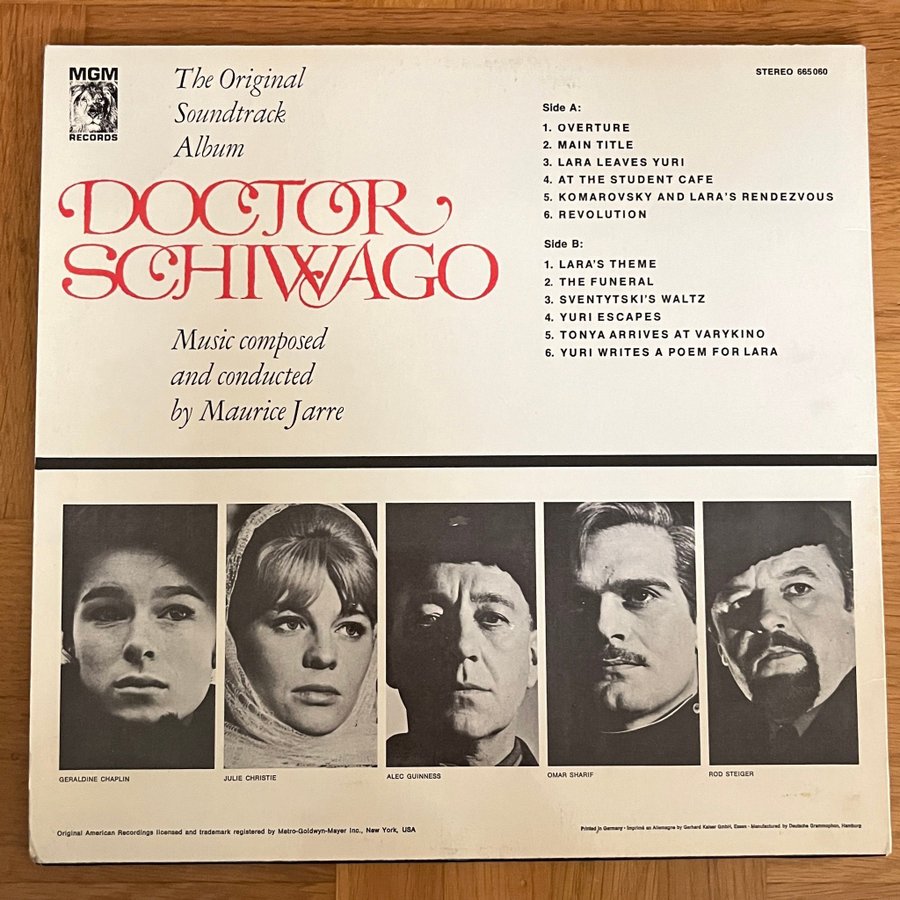 MGM
RECORDS
The Original
Soundtrack
Album
STEREO 665060
DOCTOR
SCHIWAGO
Music composed
and conducted
by Maurice Jarre
Side A:
1. OVERTURE
2. MAIN TITLE
3. LARA LEAVES YURI
4. AT THE STUDENT CAFE
5. KOMAROVSKY AND LARA'S RENDEZVOUS
6. REVOLUTION
Side B:
1. LARA'S THEME
2. THE FUNERAL
3. SVENTYTSKI'S WALTZ
4. YURI ESCAPES
5. TONYA ARRIVES AT VARYKINO
6. YURI WRITES A POEM FOR LARA
GERALDINE CHAPLIN
JULIE CHRISTIE
ALEC GUINNESS
OMAR SHARIF
ROD STEIGER
Original American Recordings licensed and trademark registered by Metro-Goldwyn-Mayer Inc., New York, USA
Printed in Germany · Imprimé en Allemagne by Gerhard Kaiser GmbH, Essen · Manufactured by Deutsche Grammophon, Hamburg